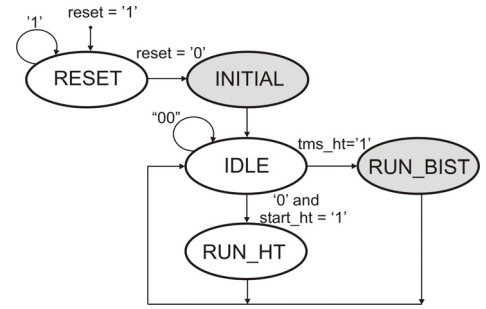 reset = '1'
'1'
reset = '0'
RESET
INITIAL
"00"
tms_ht='1'
IDLE
RUN_BIST
'0' and
start_ht = '1'
RUN_HT